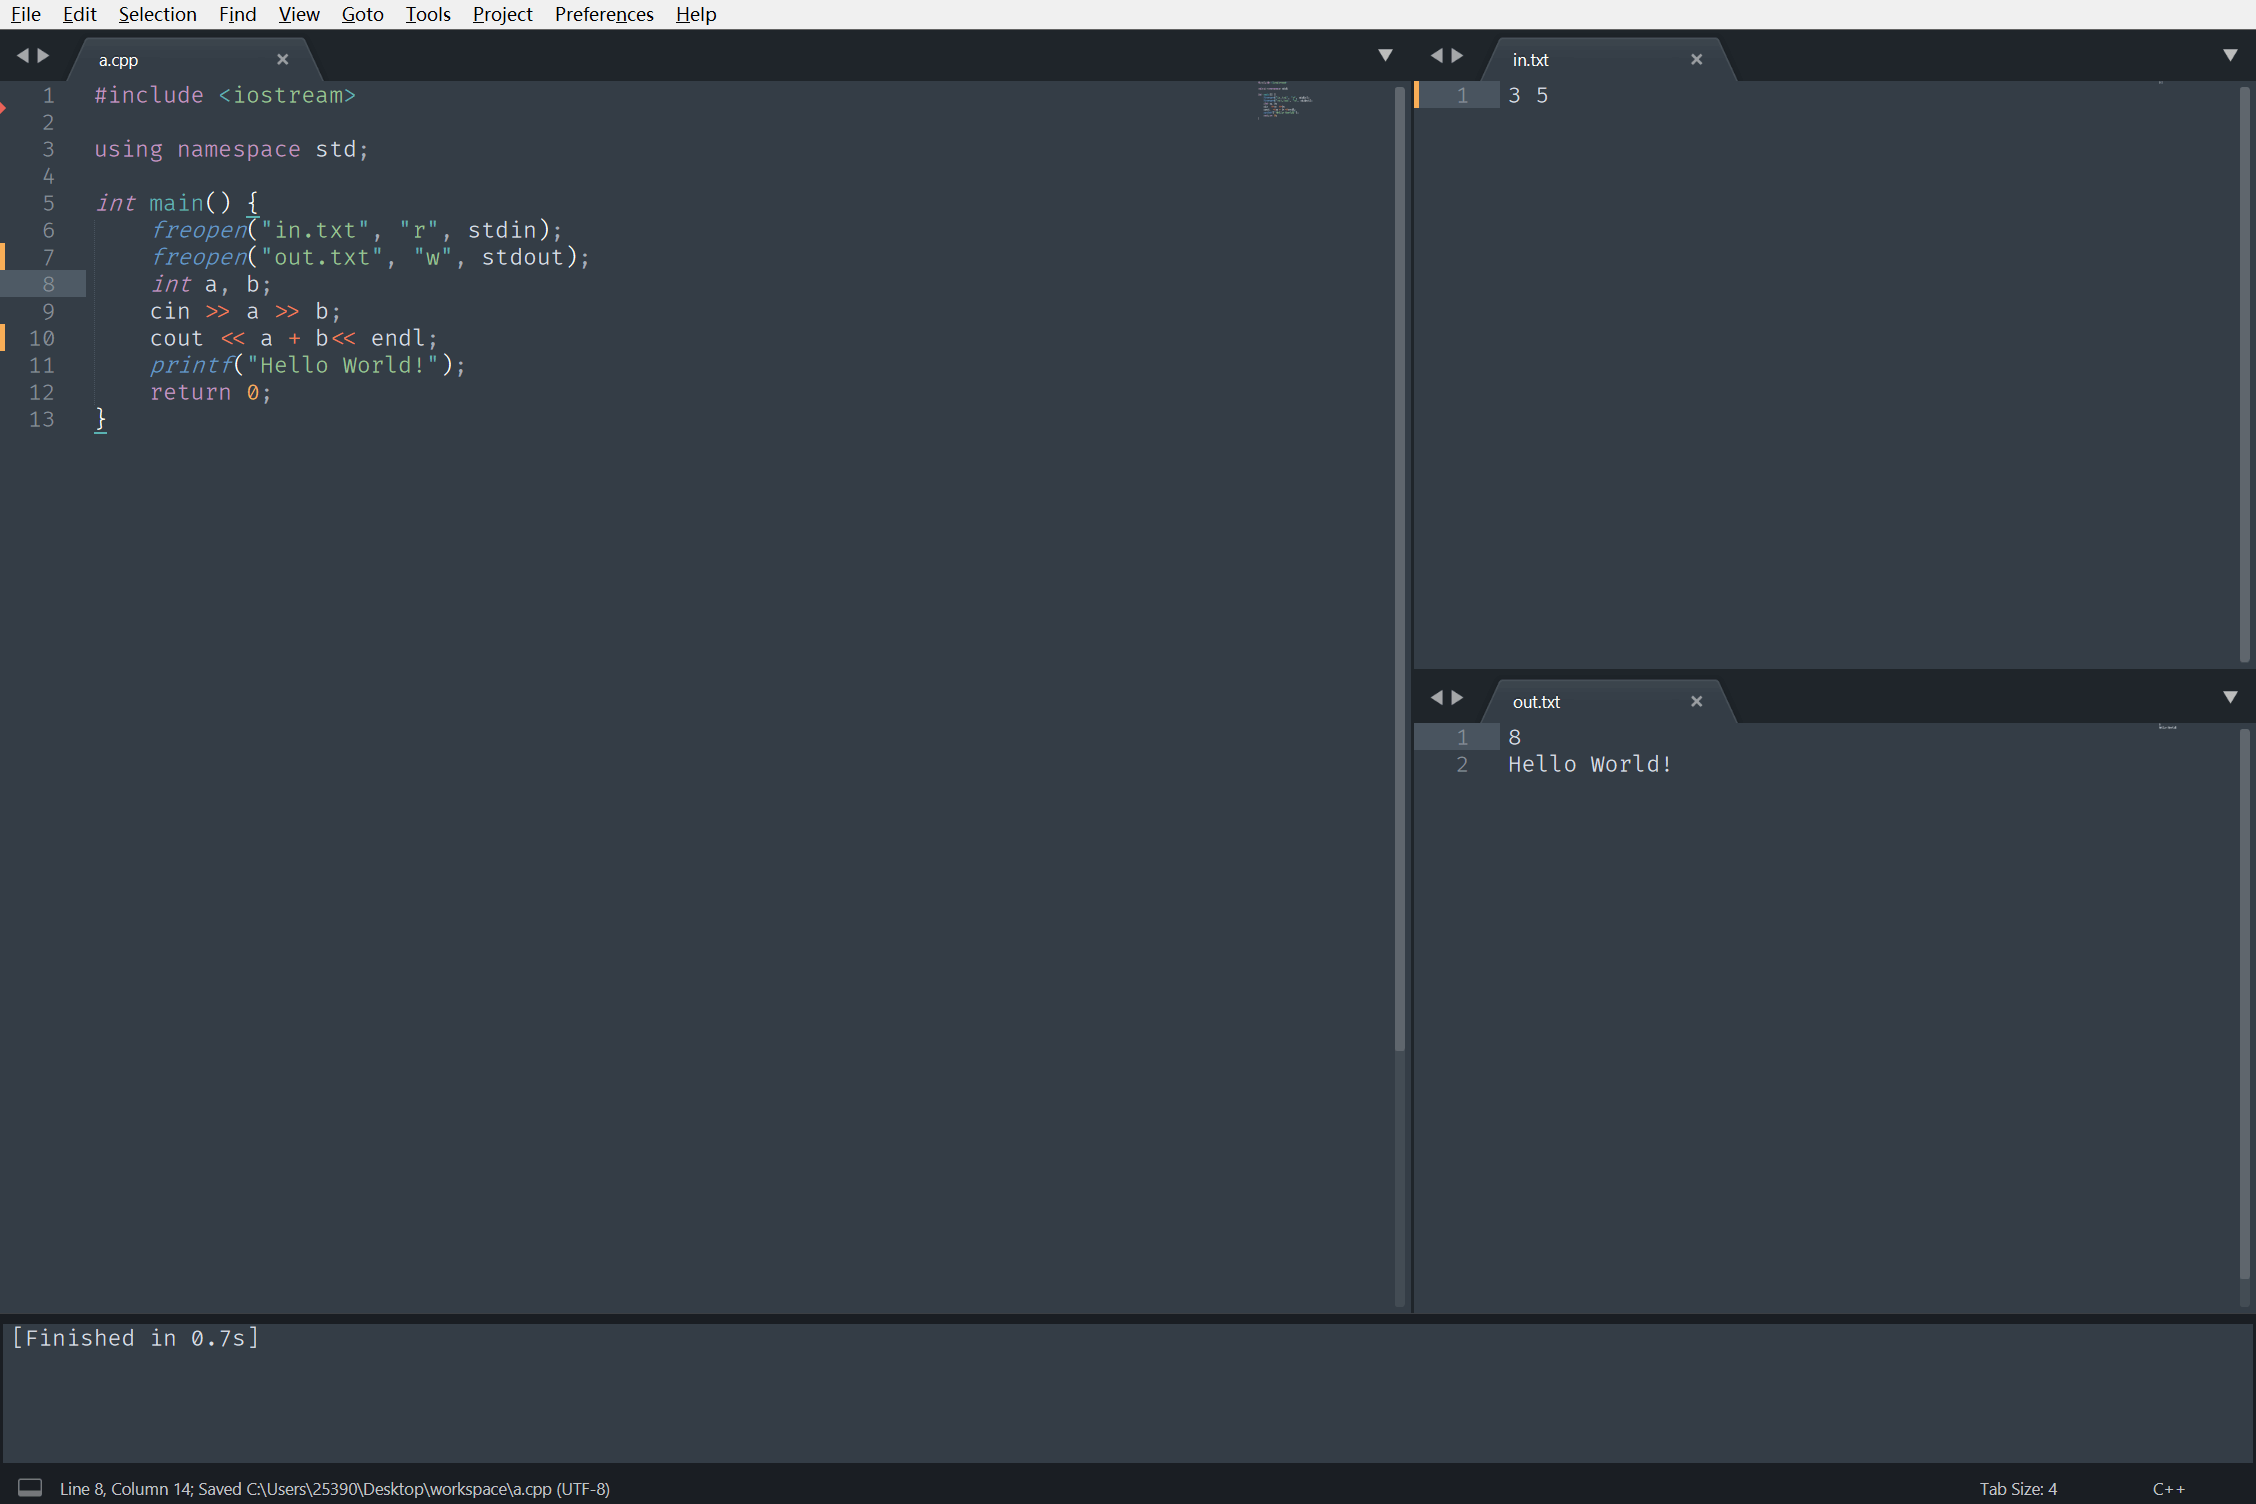 File Edit Selection Find View Goto Tools Project Preferences Help
a.cpp
1 #include <iostream>
2
3 using namespace std;
4
5 int main() {
6 freopen("in.txt", "r", stdin);
7 freopen("out.txt", "w", stdout);
8 int a, b;
9 cin >> a >> b;
10 cout << a + b<< endl;
11 printf("Hello World!");
12 return 0;
13 }
in.txt
1 3 5
out.txt
1 8
2 Hello World!
[Finished in 0.7s]
Line 8, Column 14; Saved C:\Users\25390\Desktop\workspace\a.cpp (UTF-8)
Tab Size: 4
C++